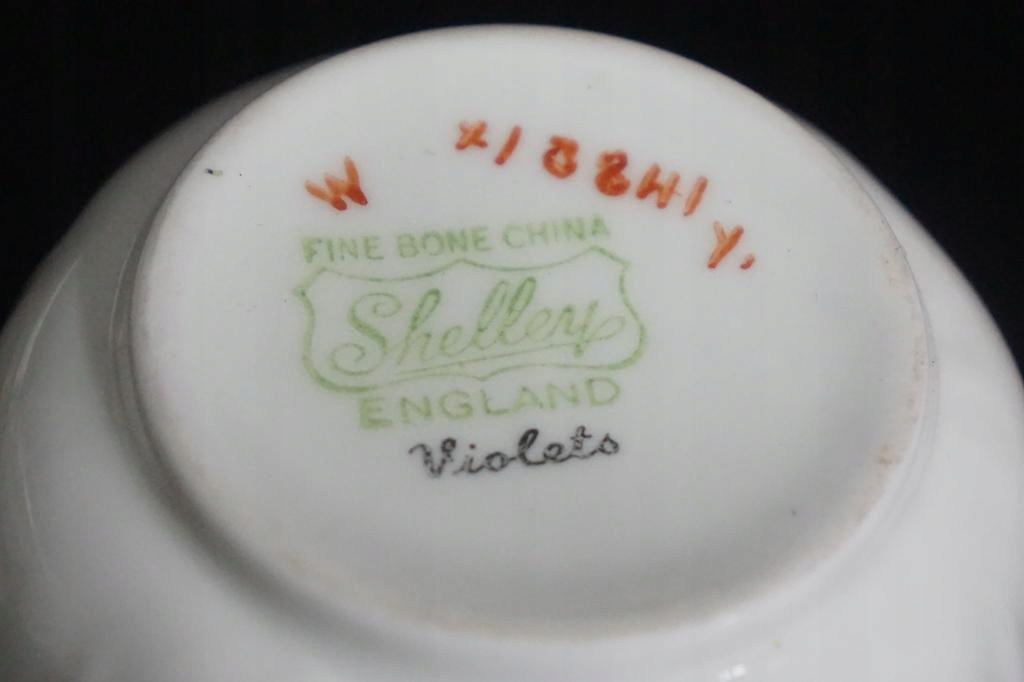 W
FINE BONE CHINA
Shelley
ENGLAND
Violets